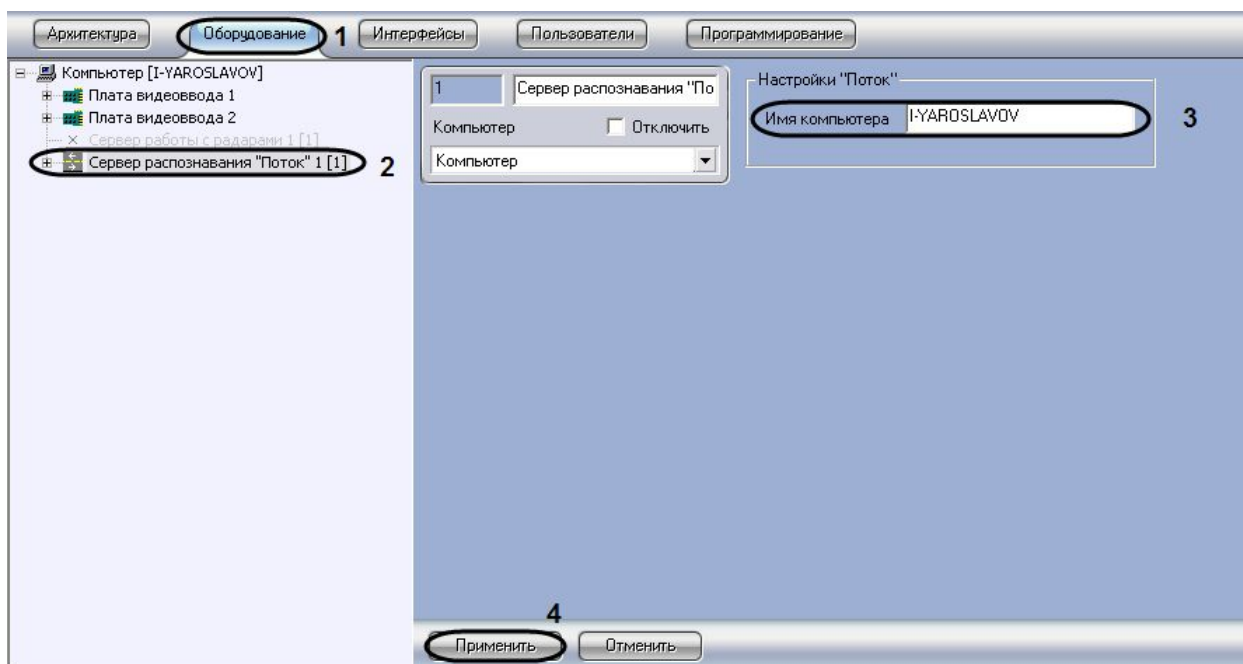 Архитектура Оборудование 1 Интерфейсы Пользователи Программирование
Компьютер [I-YAROSLAVOV]
Плата видеоввода 1
Плата видеоввода 2
Сервер работы с радарами 1 [1]
Сервер распознавания "Поток" 1 [1] 2
1 Сервер распознавания "По
Компьютер Отключить
Компьютер
Настройки "Поток"
Имя компьютера I-YAROSLAVOV 3
4
Применить Отменить